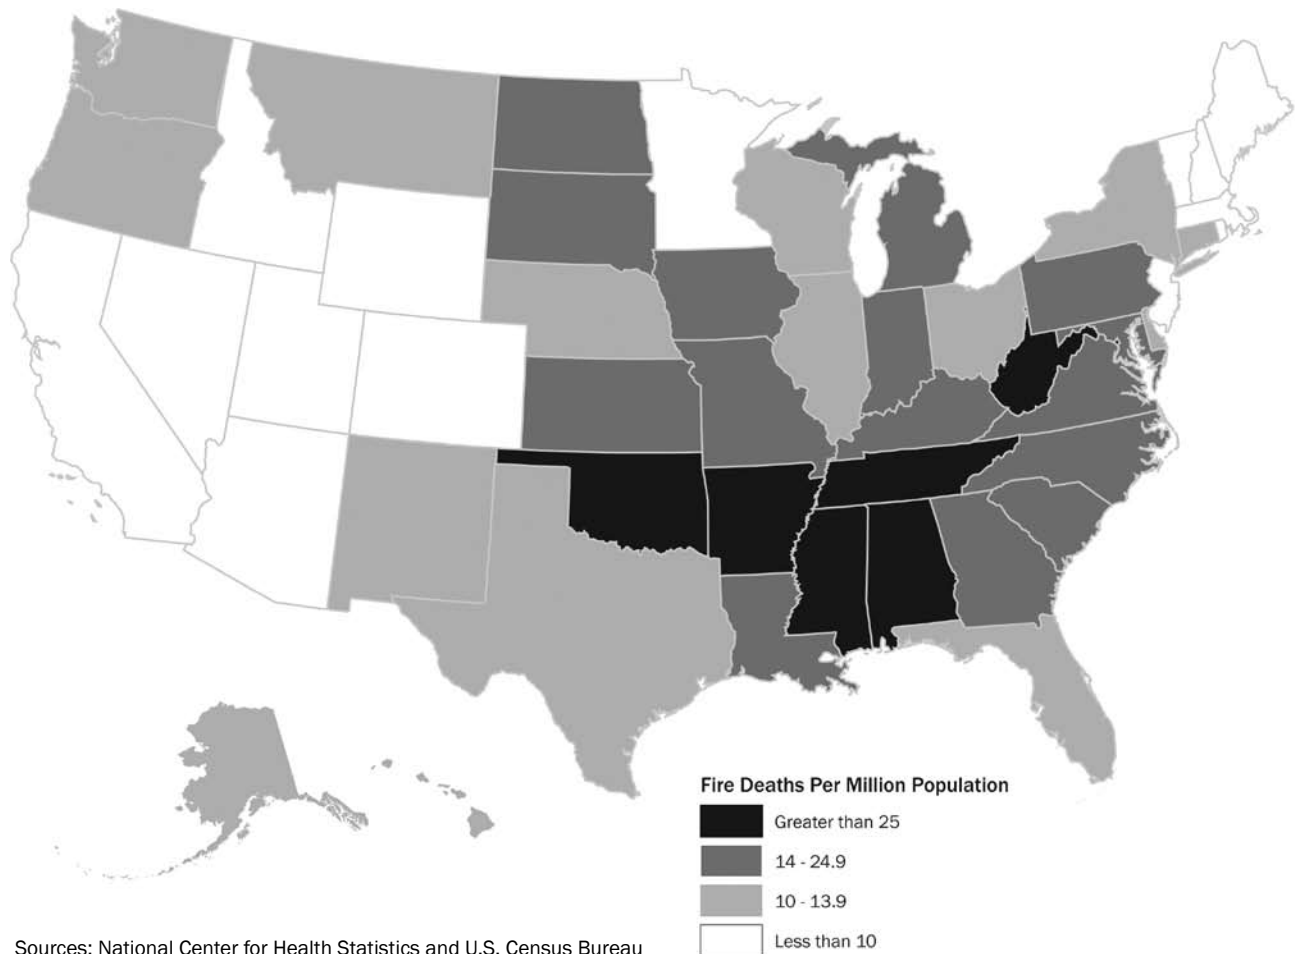 Fire Deaths Per Million Population
Greater than 25
14 - 24.9
10 - 13.9
Less than 10
Sources: National Center for Health Statistics and U.S. Census Bureau